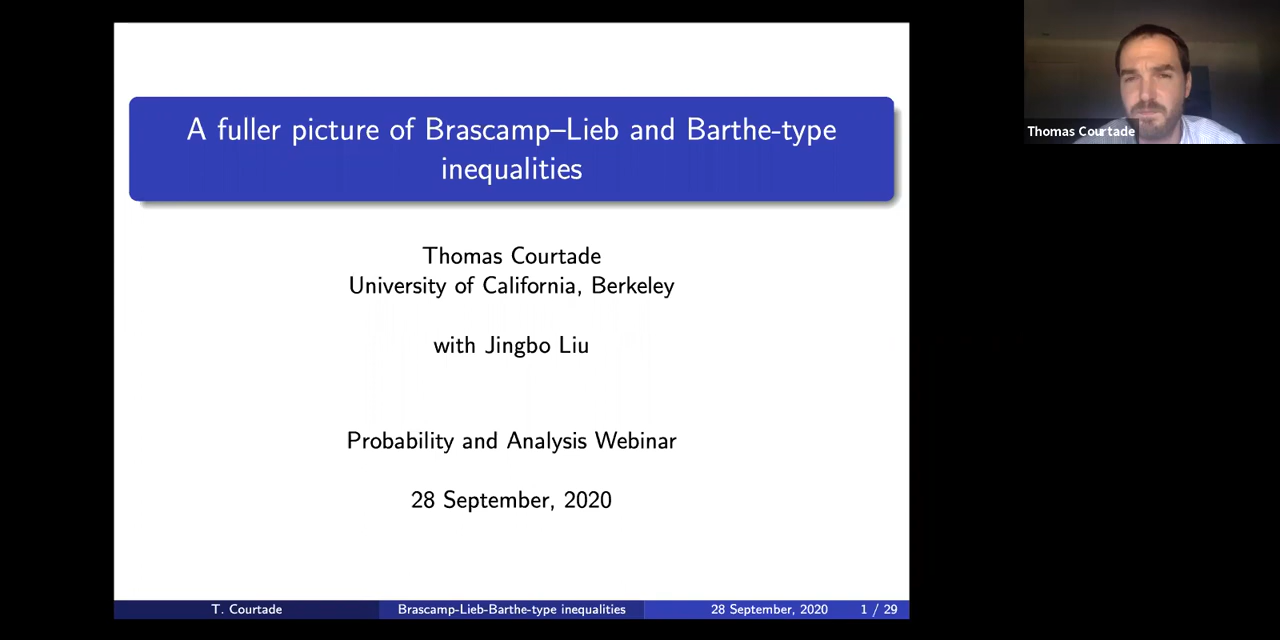 A fuller picture of Brascamp–Lieb and Barthe-type
inequalities
Thomas Courtade
University of California, Berkeley
with Jingbo Liu
Probability and Analysis Webinar
28 September, 2020
T. Courtade
Brascamp-Lieb-Barthe-type inequalities
28 September, 2020
1 / 29
Thomas Courtade